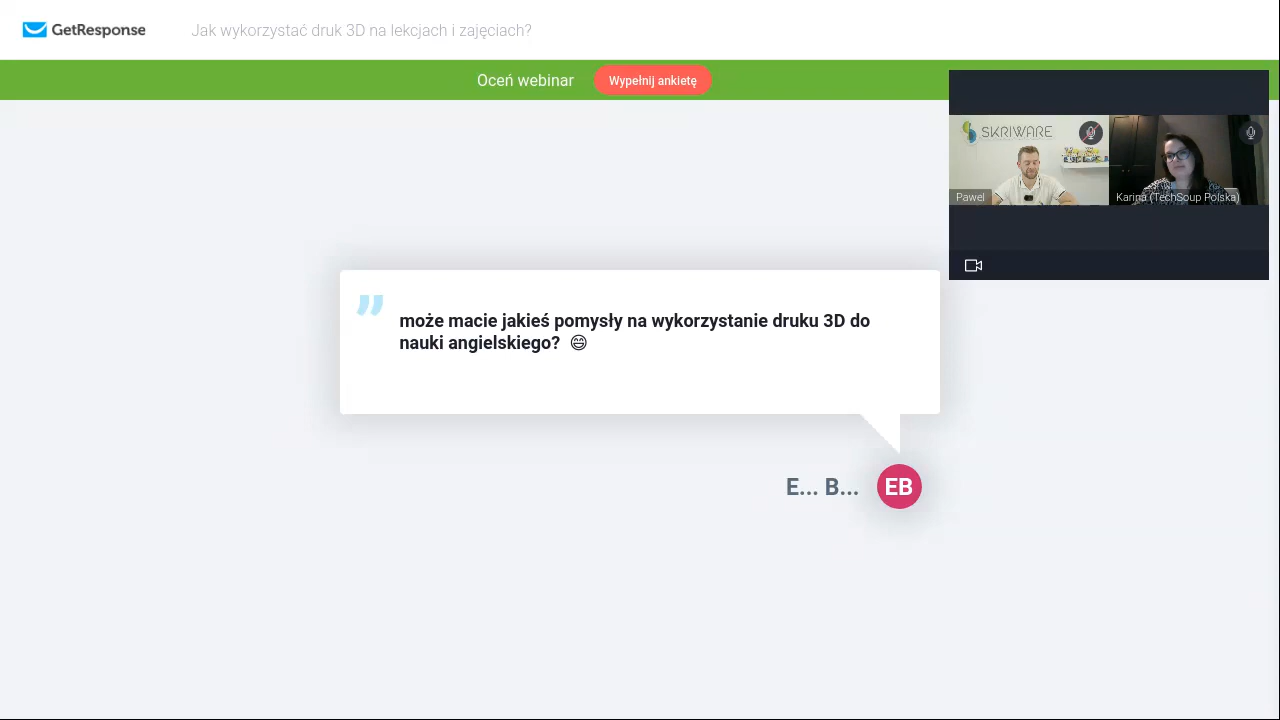 GetResponse
Jak wykorzystać druk 3D na lekcjach i zajęciach?
Oceń webinar
Wypełnij ankietę
SKRIWARE
Pawel
Karina (TechSoup Polska)
może macie jakieś pomysły na wykorzystanie druku 3D do
nauki angielskiego? 😄
E... B...
EB